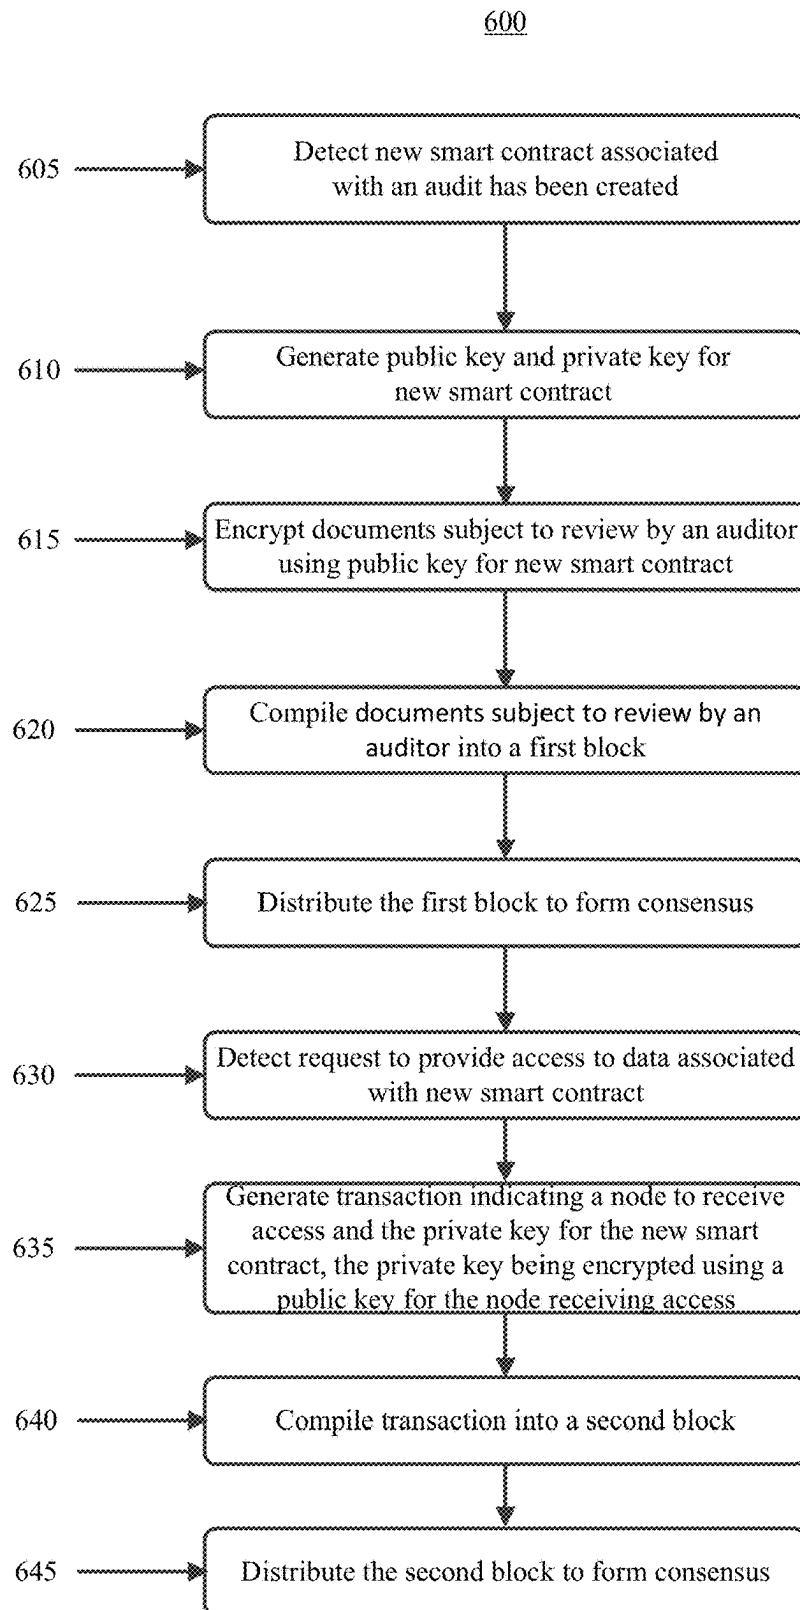 600
605
Detect new smart contract associated
with an audit has been created
610
Generate public key and private key for
new smart contract
615
Encrypt documents subject to review by an auditor
using public key for new smart contract
620
Compile documents subject to review by an
auditor into a first block
625
Distribute the first block to form consensus
630
Detect request to provide access to data associated
with new smart contract
635
Generate transaction indicating a node to receive
access and the private key for the new smart
contract, the private key being encrypted using a
public key for the node receiving access
640
Compile transaction into a second block
645
Distribute the second block to form consensus